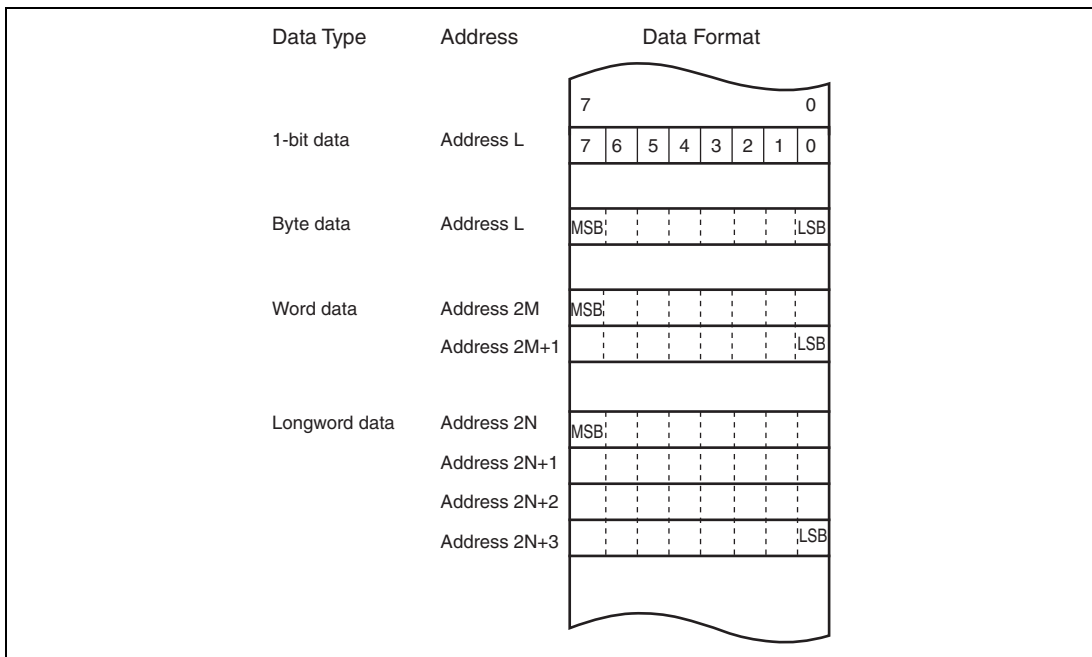 Data Type Address Data Format
7 0
1-bit data Address L 7 6 5 4 3 2 1 0
Byte data Address L MSB LSB
Word data Address 2M MSB
Address 2M+1 LSB
Longword data Address 2N MSB
Address 2N+1
Address 2N+2
Address 2N+3 LSB